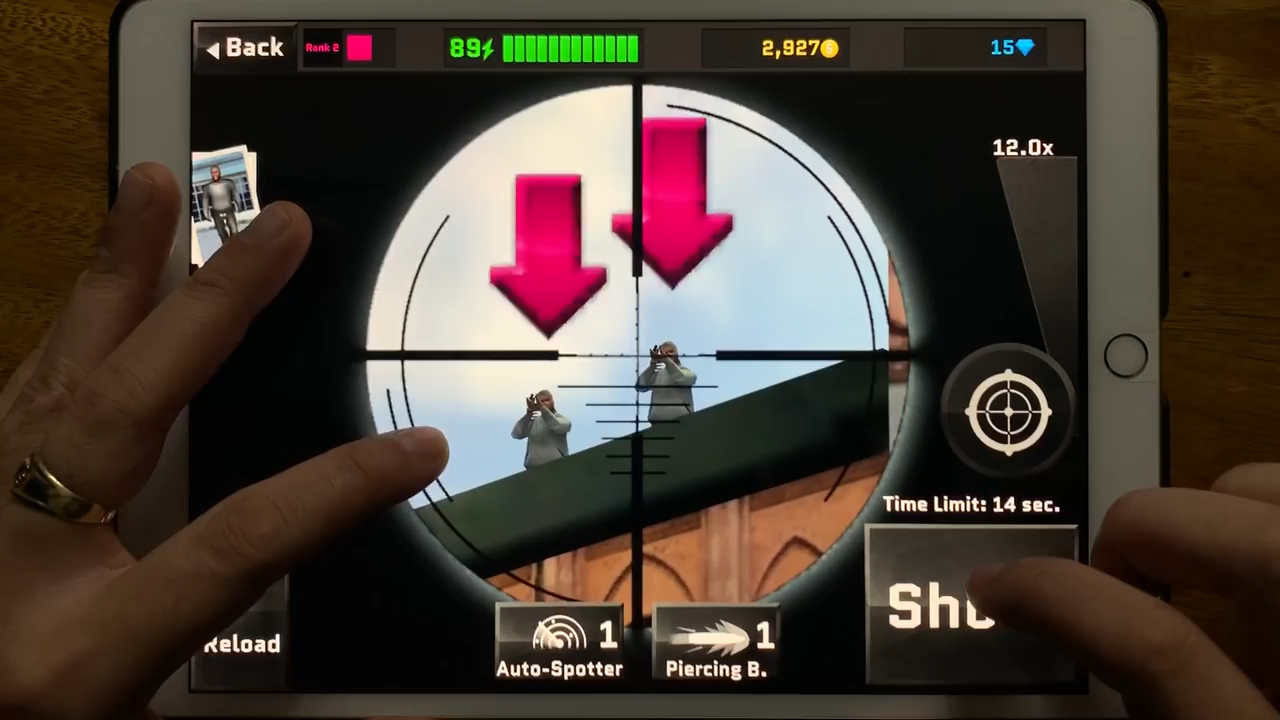 Back
Rank 2
89
2,927
15
12.0x
Time Limit: 14 sec.
Reload
1
Auto-Spotter
1
Piercing B.